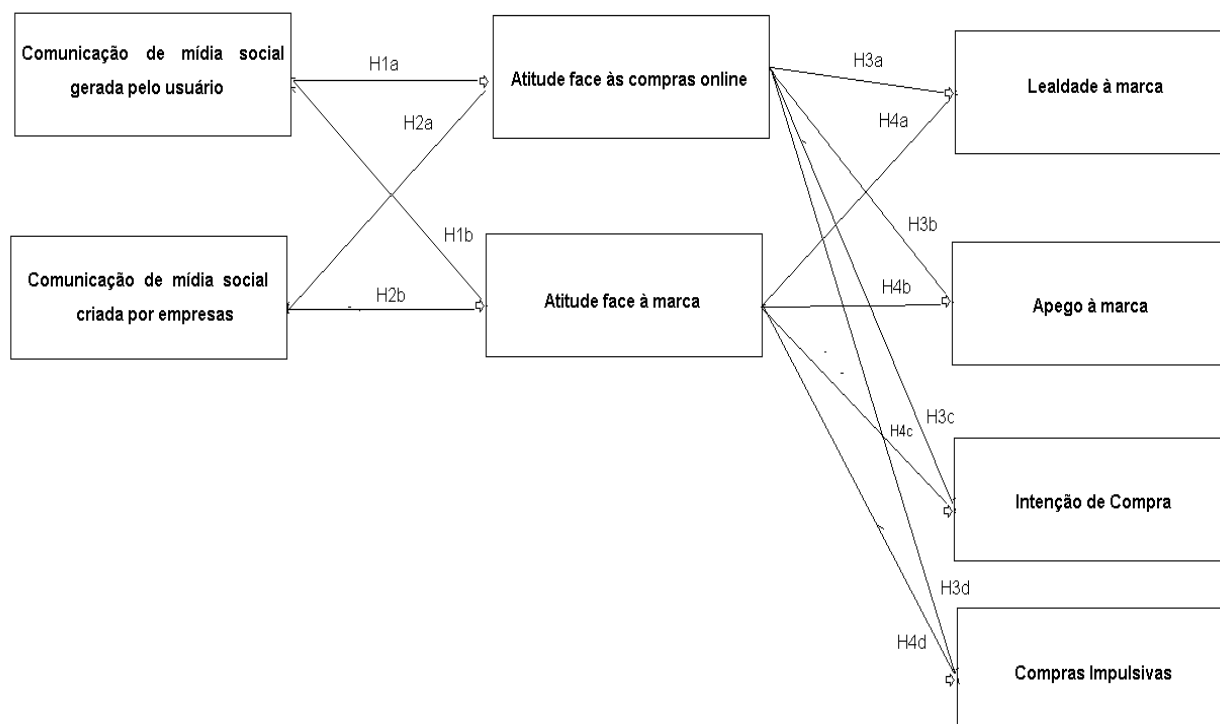 Comunicação de mídia social
gerada pelo usuário
H1a
Atitude face às compras online
H3a
Lealdade à marca
H2a
H4a
H1b
H3b
Comunicação de mídia social
criada por empresas
H2b
Atitude face à marca
H4b
Apego à marca
H3c
H4c
Intenção de Compra
H3d
H4d
Compras Impulsivas